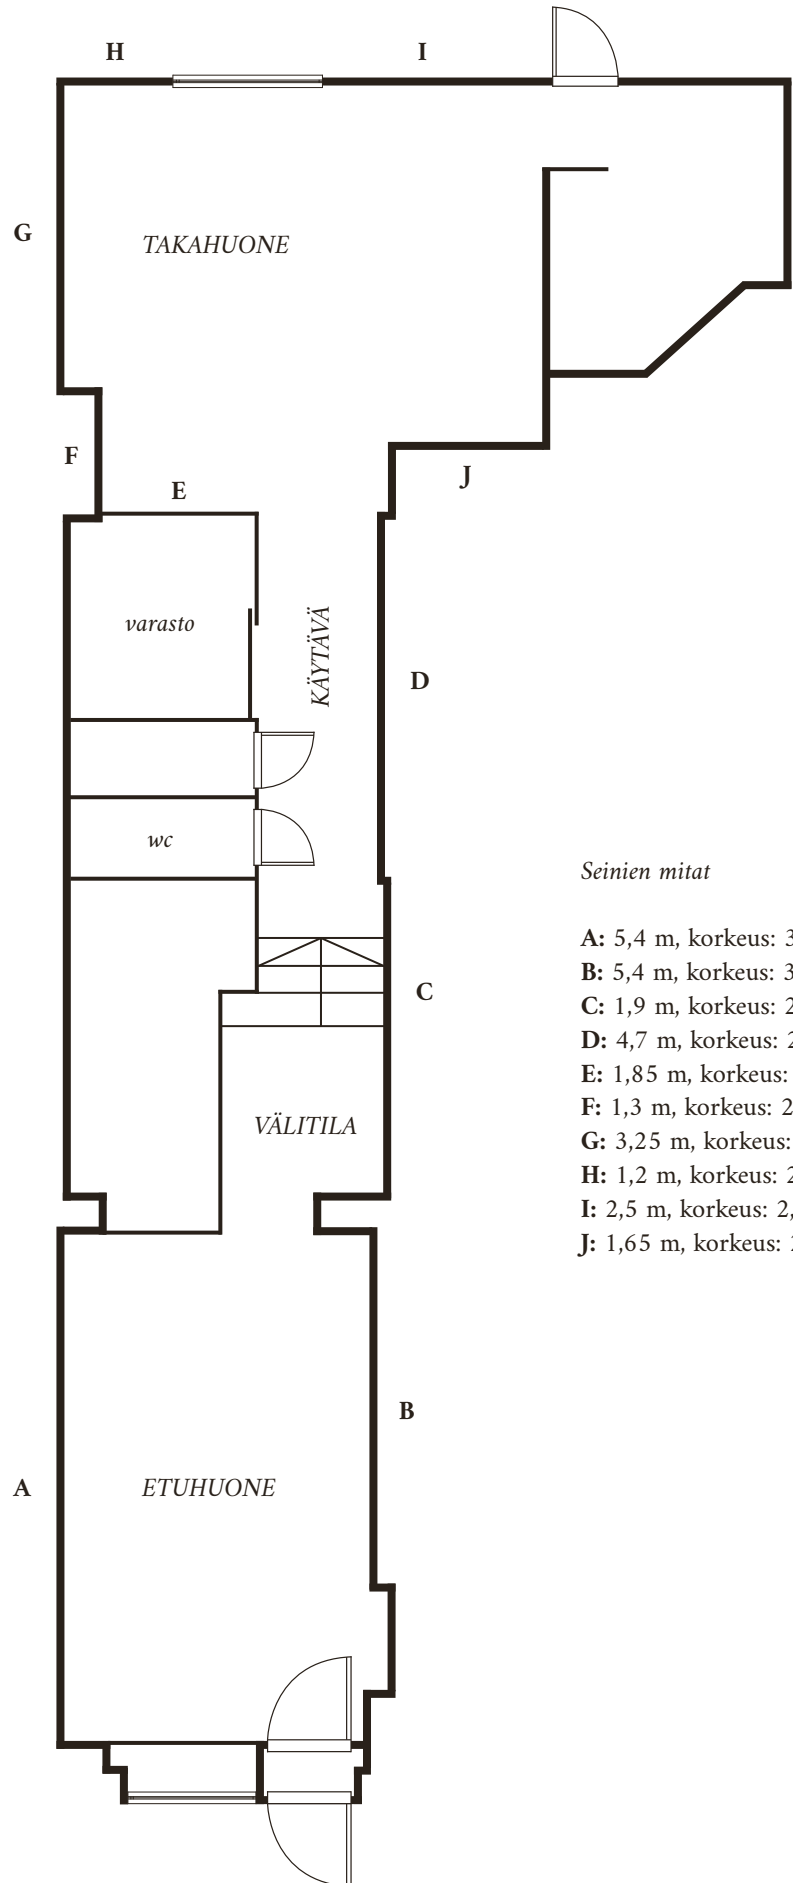 H
I
G
TAKAHUONE
F
E
J
varasto
KÄYTÄVÄ
D
wc
Seinien mitat
A: 5,4 m, korkeus: 3
B: 5,4 m, korkeus: 3
C: 1,9 m, korkeus: 2
D: 4,7 m, korkeus: 2
E: 1,85 m, korkeus:
F: 1,3 m, korkeus: 2
G: 3,25 m, korkeus:
H: 1,2 m, korkeus: 2
I: 2,5 m, korkeus: 2,
J: 1,65 m, korkeus: 2
C
VÄLITILA
B
A
ETUHUONE